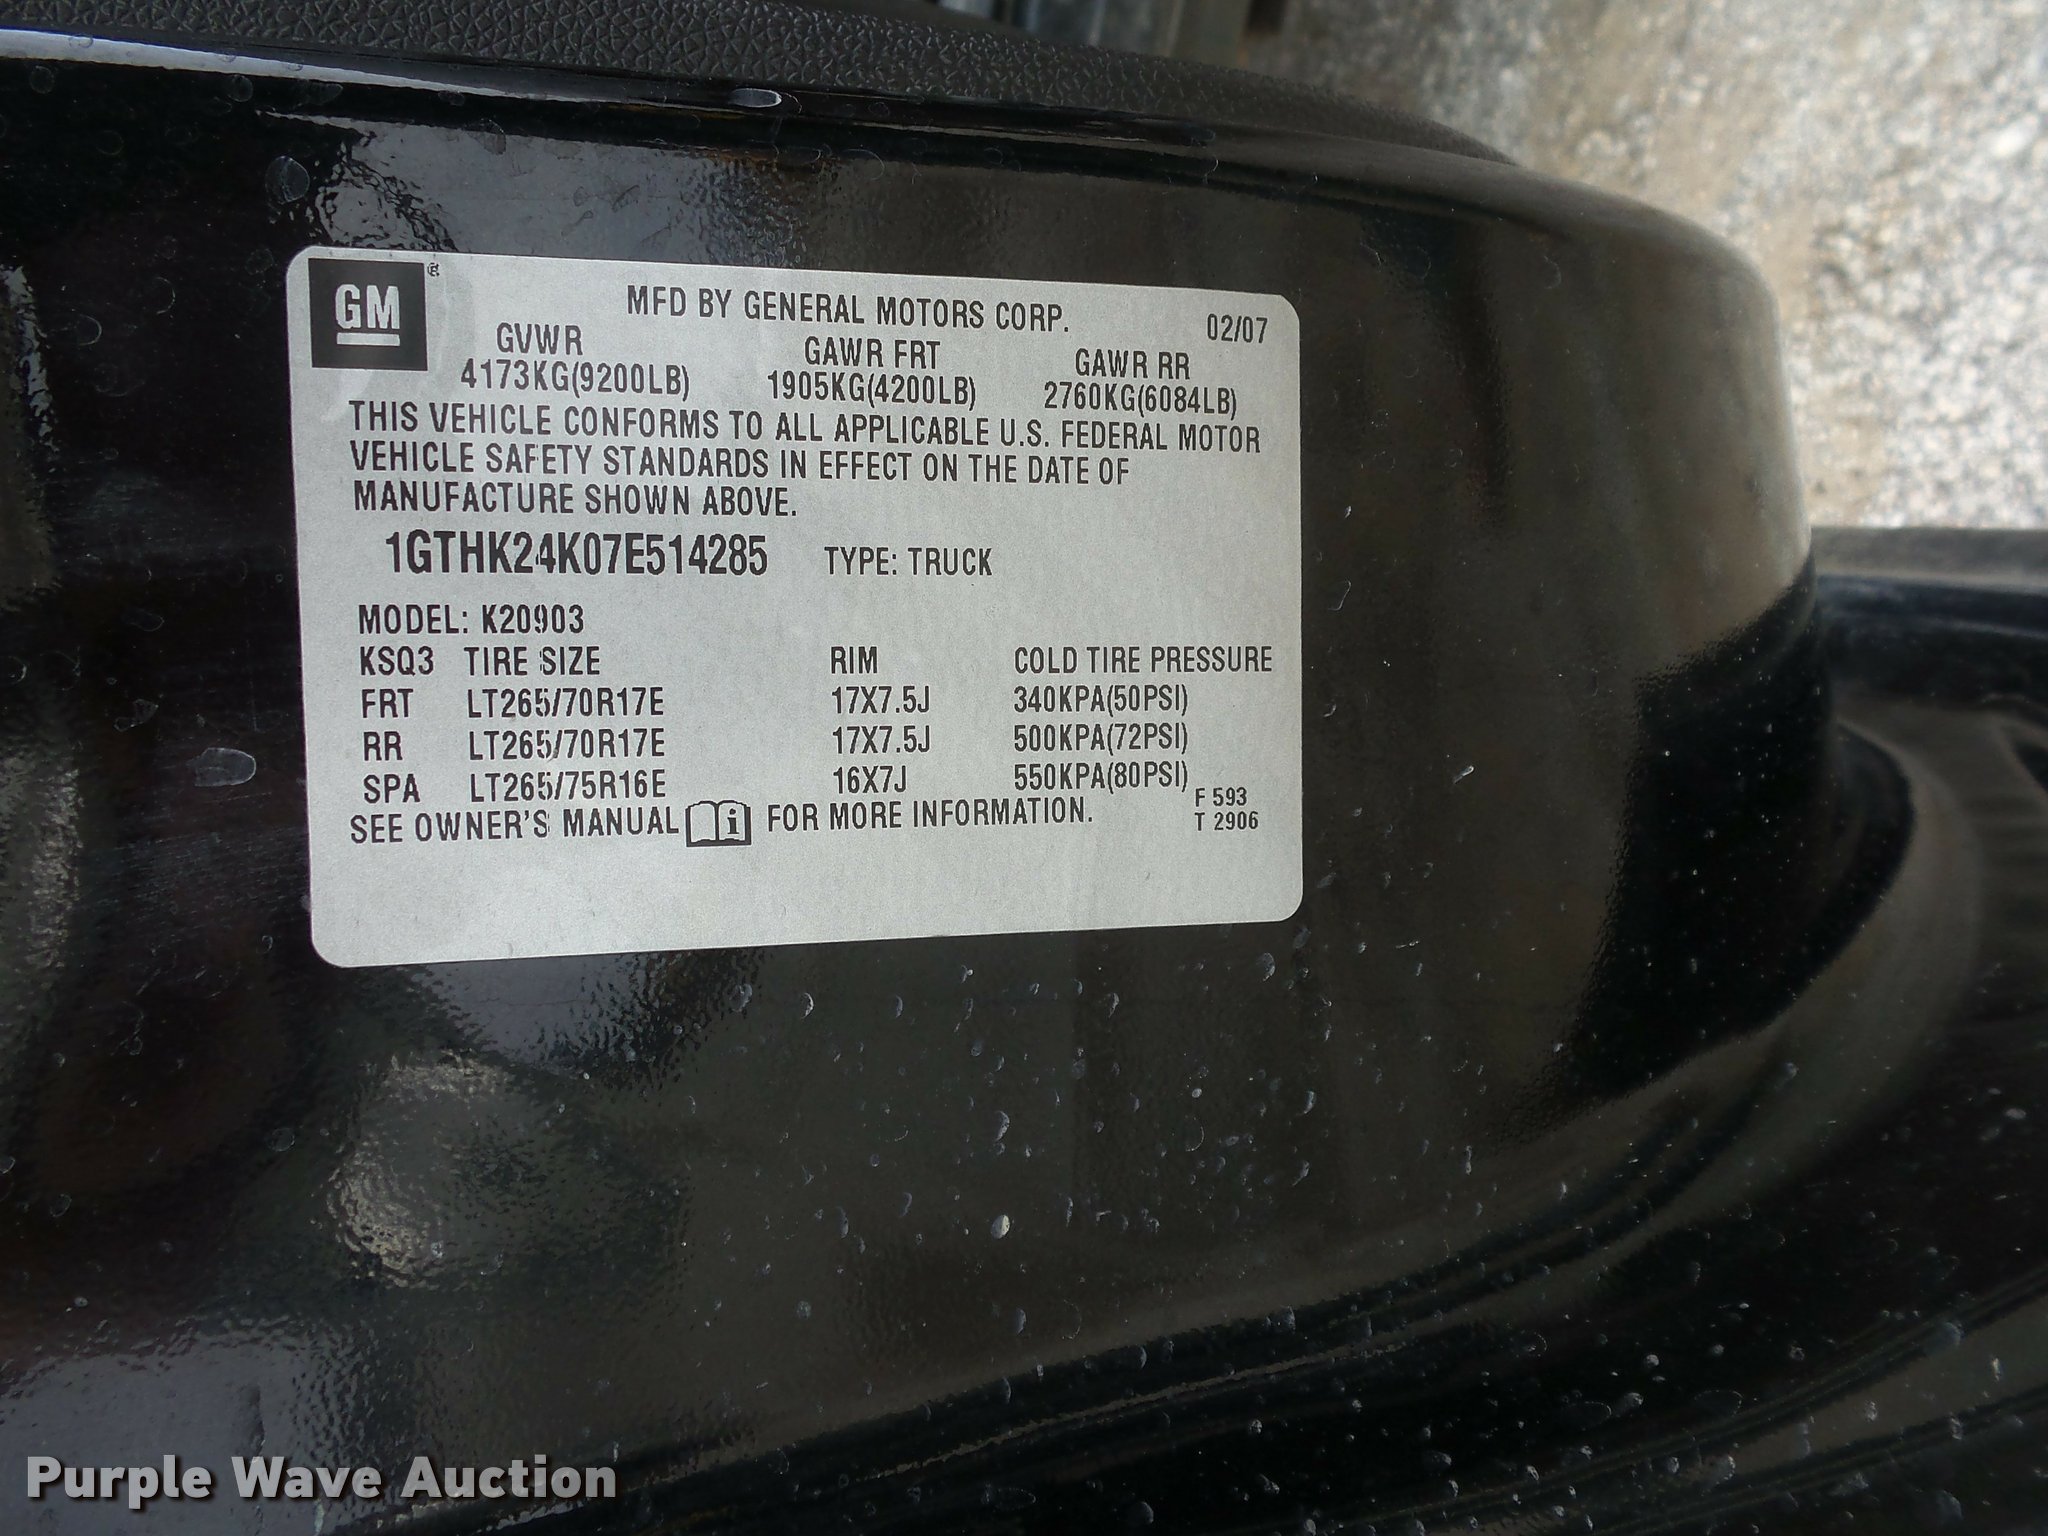 GM
MFD BY GENERAL MOTORS CORP.
02/07
GVWR GAWR FRT GAWR RR
4173KG(9200LB) 1905KG(4200LB) 2760KG(6084LB)
THIS VEHICLE CONFORMS TO ALL APPLICABLE U.S. FEDERAL MOTOR
VEHICLE SAFETY STANDARDS IN EFFECT ON THE DATE OF
MANUFACTURE SHOWN ABOVE.
1GTHK24K07E514285 TYPE: TRUCK
MODEL: K20903
KSQ3 TIRE SIZE RIM COLD TIRE PRESSURE
FRT LT265/70R17E 17X7.5J 340KPA(50PSI)
RR LT265/70R17E 17X7.5J 500KPA(72PSI)
SPA LT265/75R16E 16X7J 550KPA(80PSI)
SEE OWNER'S MANUAL i FOR MORE INFORMATION.
F 593
T 2906
Purple Wave Auction